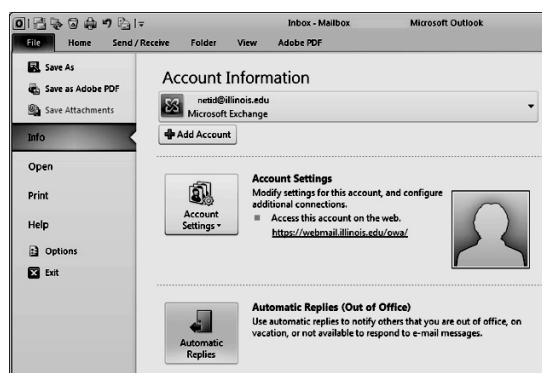 Inbox - Mailbox Microsoft Outlook
File Home Send / Receive Folder View Adobe PDF
Save As
Save as Adobe PDF
Save Attachments
Info
Open
Print
Help
Options
Exit
Account Information
netid@illinois.edu
Microsoft Exchange
Add Account
Account
Settings
Account Settings
Modify settings for this account, and configure
additional connections.
Access this account on the web.
https://webmail.illinois.edu/owa/
Automatic
Replies
Automatic Replies (Out of Office)
Use automatic replies to notify others that you are out of office, on
vacation, or not available to respond to e-mail messages.